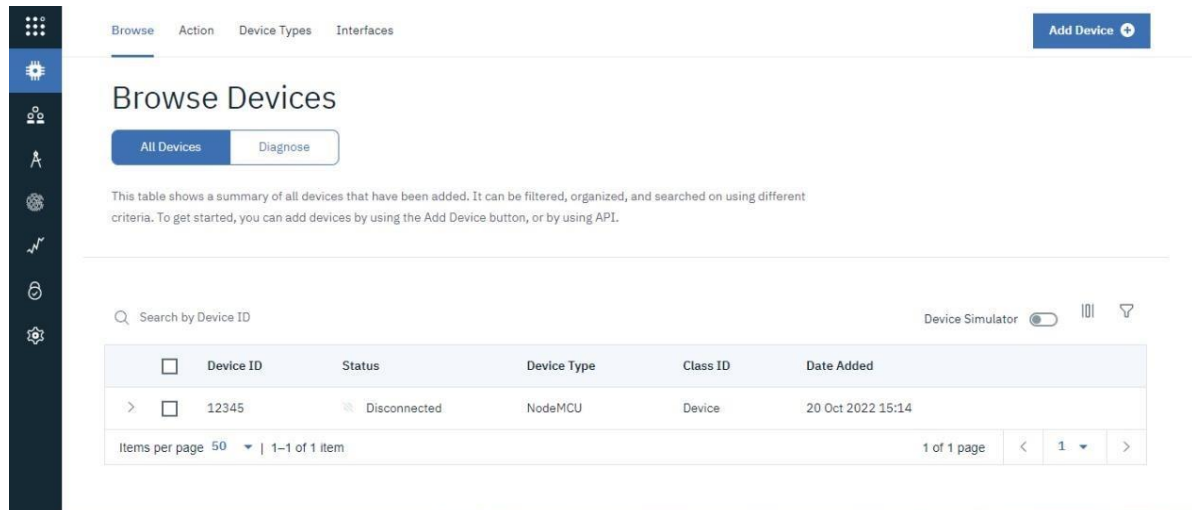 Browse Action Device Types Interfaces Add Device
Browse Devices
All Devices Diagnose
This table shows a summary of all devices that have been added. It can be filtered, organized, and searched on using different
criteria. To get started, you can add devices by using the Add Device button, or by using API.
Search by Device ID Device Simulator
Device ID Status Device Type Class ID Date Added
12345 Disconnected NodeMCU Device 20 Oct 2022 15:14
Items per page 50 | 1–1 of 1 item 1 of 1 page 1